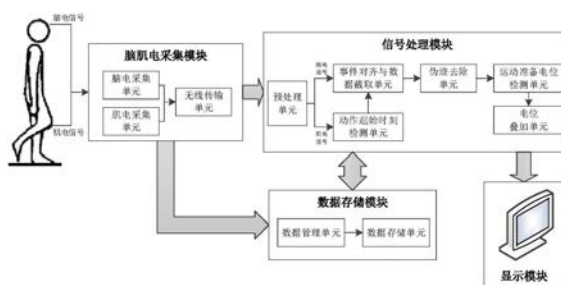 脑电信号
肌电信号
脑肌电采集模块
脑电采集
单元
肌电采集
单元
无线传输
单元
信号处理模块
预处理
单元
脑电
信号
肌电
信号
事件对齐与数
据截取单元
伪迹去除
单元
运动准备电位
检测单元
动作起始时刻
检测单元
电位
叠加单元
数据存储模块
数据管理单元
数据存储单元
显示模块